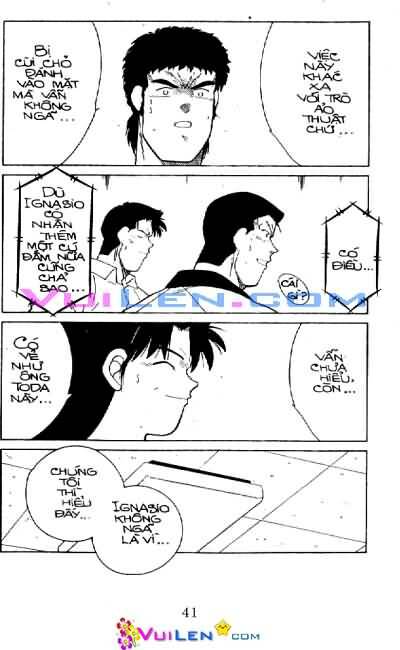 VIỆC
NÀY
KHÁC
XA
VỚI TRÒ
ẢO
THUẬT
CHỨ...
BỊ
CÙI CHỎ
ĐÁNH
VÀO MẶT
MÀ VẪN
KHÔNG
NGÃ...
CÓ
ĐIỀU...
CÁI
GÌ?
DÙ
IGNASIO
CÓ
NHẬN
THÊM
MỘT CÚ
ĐẤM NỮA
CŨNG
CHẢ
SAO...
VUILEN.COM
VẪN
CHƯA
HIỂU,
CÒN...
CÓ
VẺ
NHƯ
ÔNG
TODA
NÀY...
CHÚNG
TÔI
THÌ
HIỂU
ĐẤY...
IGNASIO
KHÔNG
NGÃ
LÀ VÌ...
41
VUILEN.COM